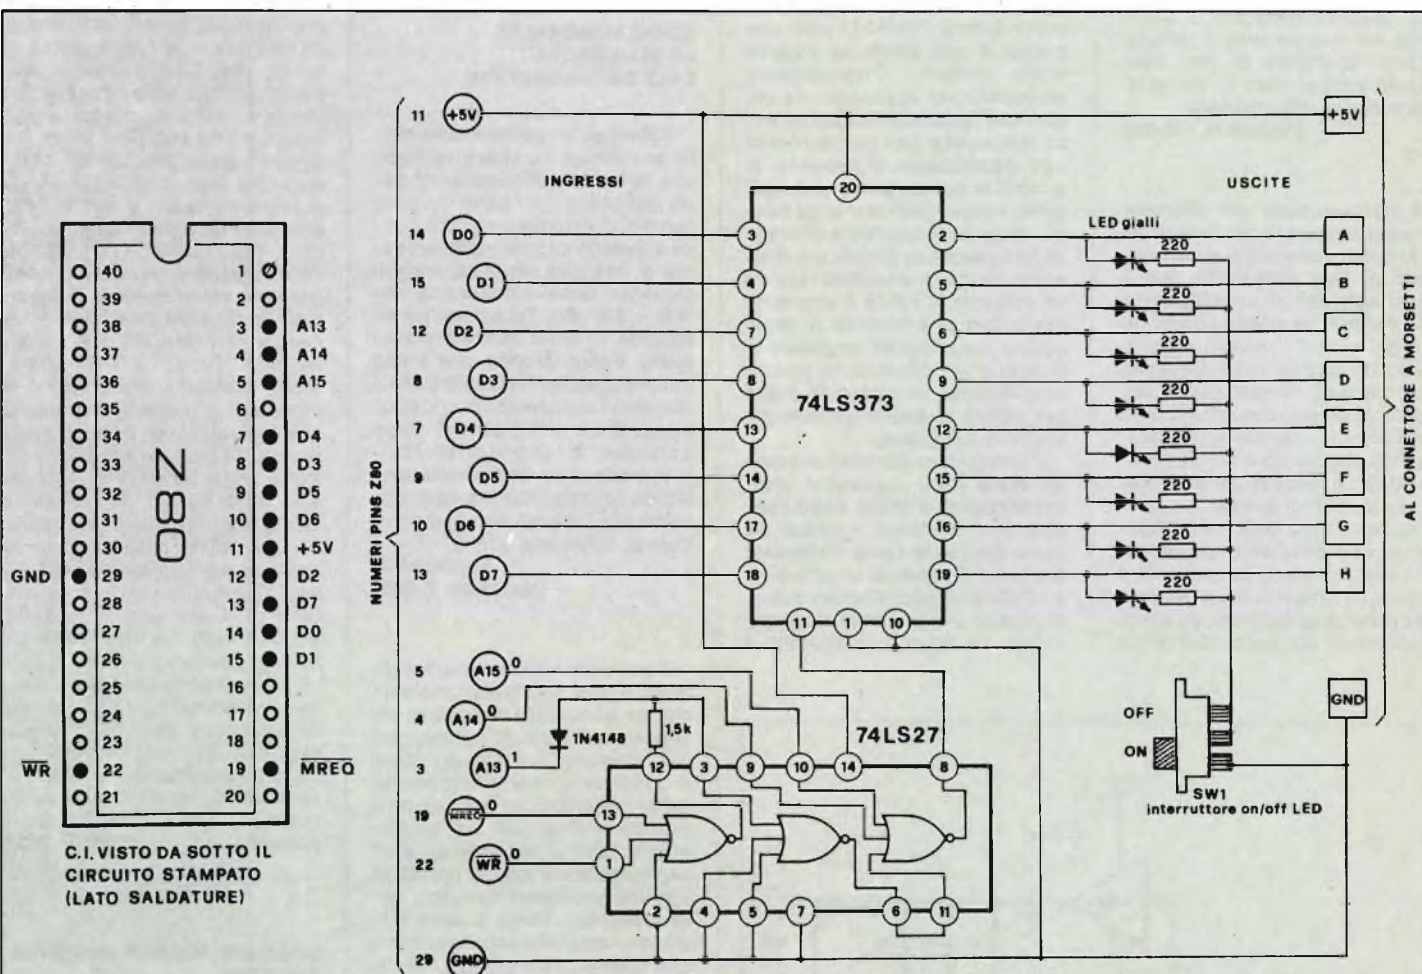 11 +5V
+5V
INGRESSI
USCITE
20
14 D0 3 2 A
LED gialli
220
15 D1 4 5 B
220
12 D2 7 6 C
220
8 D3 8 9 D
220
74LS373
7 D4 13 12 E
220
9 D5 14 15 F
220
10 D6 17 16 G
220
13 D7 18 19 H
220
11 1 10
NUMERI PINS Z80
AL CONNETTORE A MORSETTI
40 1
39 2
38 3 A13
37 4 A14
36 5 A15
35 6
34 7 D4
33 8 D3
32 9 D5
31 10 D6
30 11 +5V
GND 29 12 D2
28 13 D7
27 14 D0
26 15 D1
25 16
24 17
23 18
WR 22 19 MREQ
21 20
Z80
C.I. VISTO DA SOTTO IL
CIRCUITO STAMPATO
(LATO SALDATURE)
5 A15 0
4 A14 0
1N4148
1,5k
74LS27
3 A13 1
12 3 9 10 14 8
19 MREQ 0 13
22 WR 0 1
2 4 5 7 6 11
29 GND
GND
OFF
ON
SW1
interruttore on/off LED